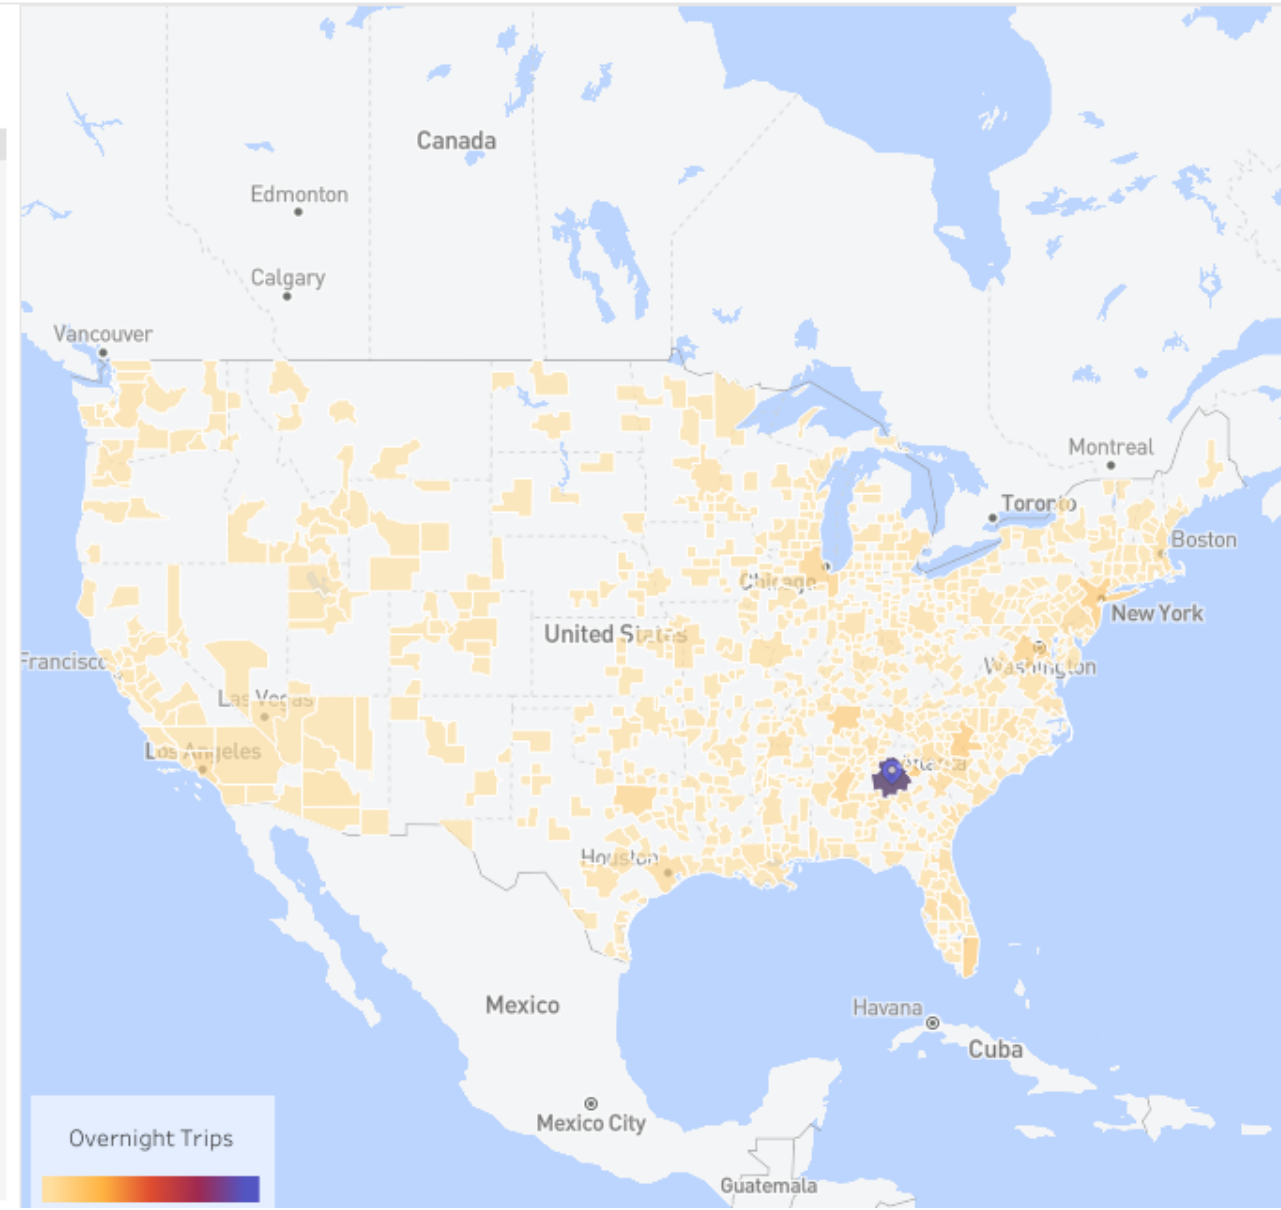 Canada
Edmonton
Calgary
Vancouver
Montreal
Toronto
Boston
Chicago
New York
United States
Francisco
Washington
Las Vegas
Los Angeles
Atlanta
Houston
Mexico
Havana
Cuba
Mexico City
Overnight Trips
Guatemala